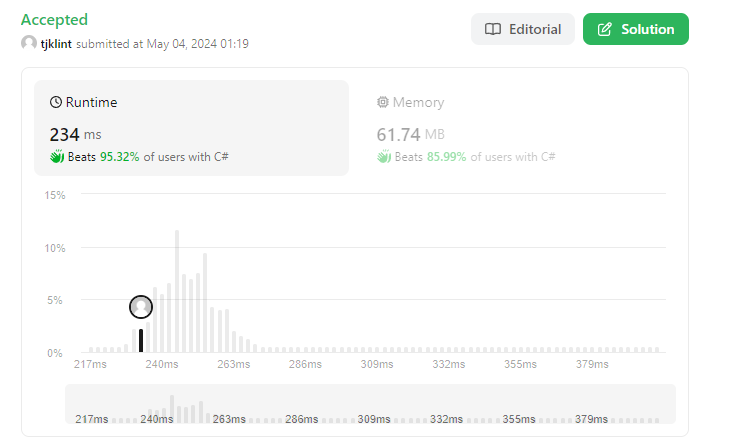 Accepted
tjklint submitted at May 04, 2024 01:19
Editorial
Solution
Runtime
234 ms
Beats 95.32% of users with C#
Memory
61.74 MB
Beats 85.99% of users with C#
15%
10%
5%
0%
217ms 240ms 263ms 286ms 309ms 332ms 355ms 379ms
217ms 240ms 263ms 286ms 309ms 332ms 355ms 379ms